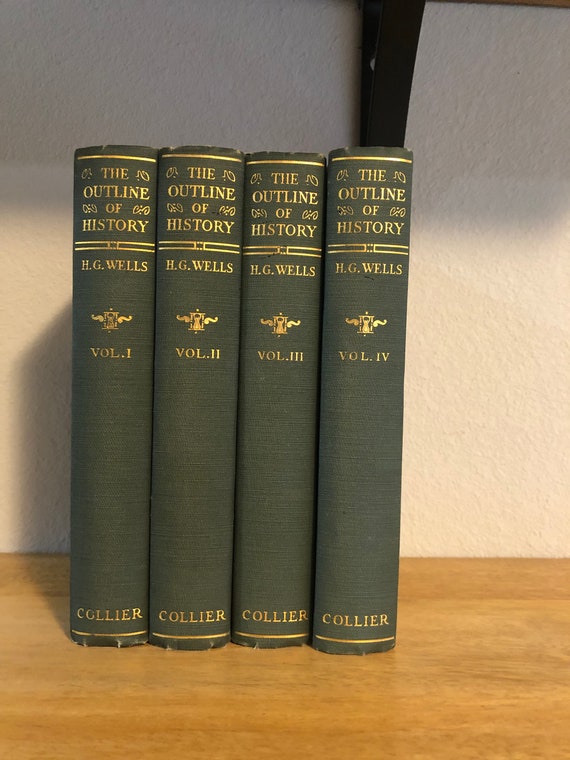 THE
OUTLINE
OF
HISTORY
H.G.WELLS
VOL.I
COLLIER
THE
OUTLINE
OF
HISTORY
H.G.WELLS
VOL.II
COLLIER
THE
OUTLINE
OF
HISTORY
H.G.WELLS
VOL.III
COLLIER
THE
OUTLINE
OF
HISTORY
H.G.WELLS
VOL.IV
COLLIER